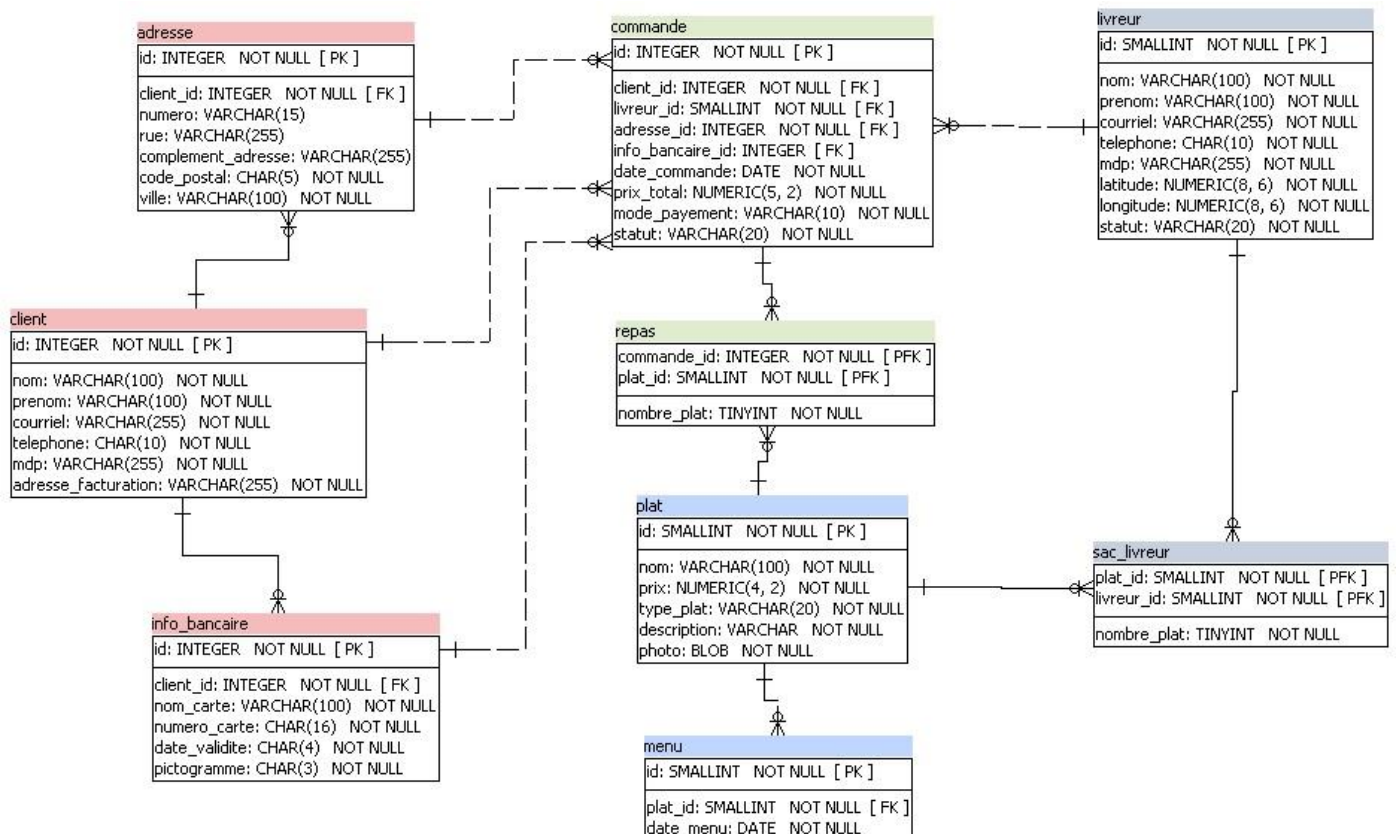 adresse
id: INTEGER NOT NULL [ PK ]
client_id: INTEGER NOT NULL [ FK ]
numero: VARCHAR(15)
rue: VARCHAR(255)
complement_adresse: VARCHAR(255)
code_postal: CHAR(5) NOT NULL
ville: VARCHAR(100) NOT NULL
commande
id: INTEGER NOT NULL [ PK ]
client_id: INTEGER NOT NULL [ FK ]
livreur_id: SMALLINT NOT NULL [ FK ]
adresse_id: INTEGER NOT NULL [ FK ]
info_bancaire_id: INTEGER [ FK ]
date_commande: DATE NOT NULL
prix_total: NUMERIC(5, 2) NOT NULL
mode_payement: VARCHAR(10) NOT NULL
statut: VARCHAR(20) NOT NULL
livreur
id: SMALLINT NOT NULL [ PK ]
nom: VARCHAR(100) NOT NULL
prenom: VARCHAR(100) NOT NULL
courriel: VARCHAR(255) NOT NULL
telephone: CHAR(10) NOT NULL
mdp: VARCHAR(255) NOT NULL
latitude: NUMERIC(8, 6) NOT NULL
longitude: NUMERIC(8, 6) NOT NULL
statut: VARCHAR(20) NOT NULL
client
id: INTEGER NOT NULL [ PK ]
nom: VARCHAR(100) NOT NULL
prenom: VARCHAR(100) NOT NULL
courriel: VARCHAR(255) NOT NULL
telephone: CHAR(10) NOT NULL
mdp: VARCHAR(255) NOT NULL
adresse_facturation: VARCHAR(255) NOT NULL
repas
commande_id: INTEGER NOT NULL [ PFK ]
plat_id: SMALLINT NOT NULL [ PFK ]
nombre_plat: TINYINT NOT NULL
plat
id: SMALLINT NOT NULL [ PK ]
nom: VARCHAR(100) NOT NULL
prix: NUMERIC(4, 2) NOT NULL
type_plat: VARCHAR(20) NOT NULL
description: VARCHAR NOT NULL
photo: BLOB NOT NULL
sac_livreur
plat_id: SMALLINT NOT NULL [ PFK ]
livreur_id: SMALLINT NOT NULL [ PFK ]
nombre_plat: TINYINT NOT NULL
info_bancaire
id: INTEGER NOT NULL [ PK ]
client_id: INTEGER NOT NULL [ FK ]
nom_carte: VARCHAR(100) NOT NULL
numero_carte: CHAR(16) NOT NULL
date_validite: CHAR(4) NOT NULL
pictogramme: CHAR(3) NOT NULL
menu
id: SMALLINT NOT NULL [ PK ]
plat_id: SMALLINT NOT NULL [ FK ]
date_menu: DATE NOT NULL